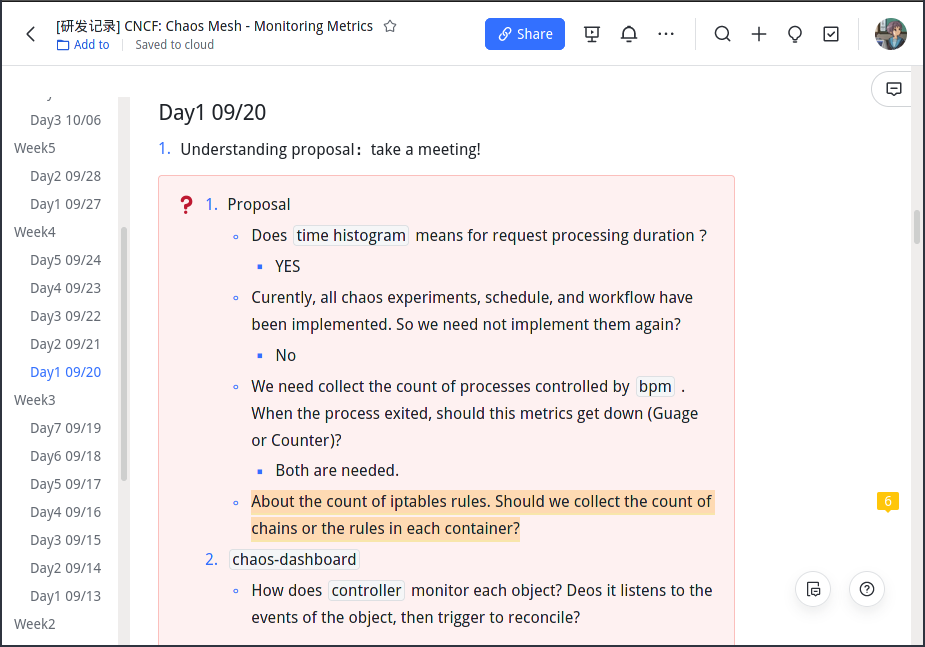 [研发记录] CNCF: Chaos Mesh - Monitoring Metrics
Add to
Saved to cloud
Share
Day3 10/06
Week5
Day2 09/28
Day1 09/27
Week4
Day5 09/24
Day4 09/23
Day3 09/22
Day2 09/21
Day1 09/20
Week3
Day7 09/19
Day6 09/18
Day5 09/17
Day4 09/16
Day3 09/15
Day2 09/14
Day1 09/13
Week2
Day1 09/20
1. Understanding proposal：take a meeting!
❓ 1. Proposal
Does time histogram means for request processing duration ?
YES
Curently, all chaos experiments, schedule, and workflow have
been implemented. So we need not implement them again?
No
We need collect the count of processes controlled by bpm .
When the process exited, should this metrics get down (Guage
or Counter)?
Both are needed.
About the count of iptables rules. Should we collect the count of
chains or the rules in each container?
6
2. chaos-dashboard
How does controller monitor each object? Deos it listens to the
events of the object, then trigger to reconcile?